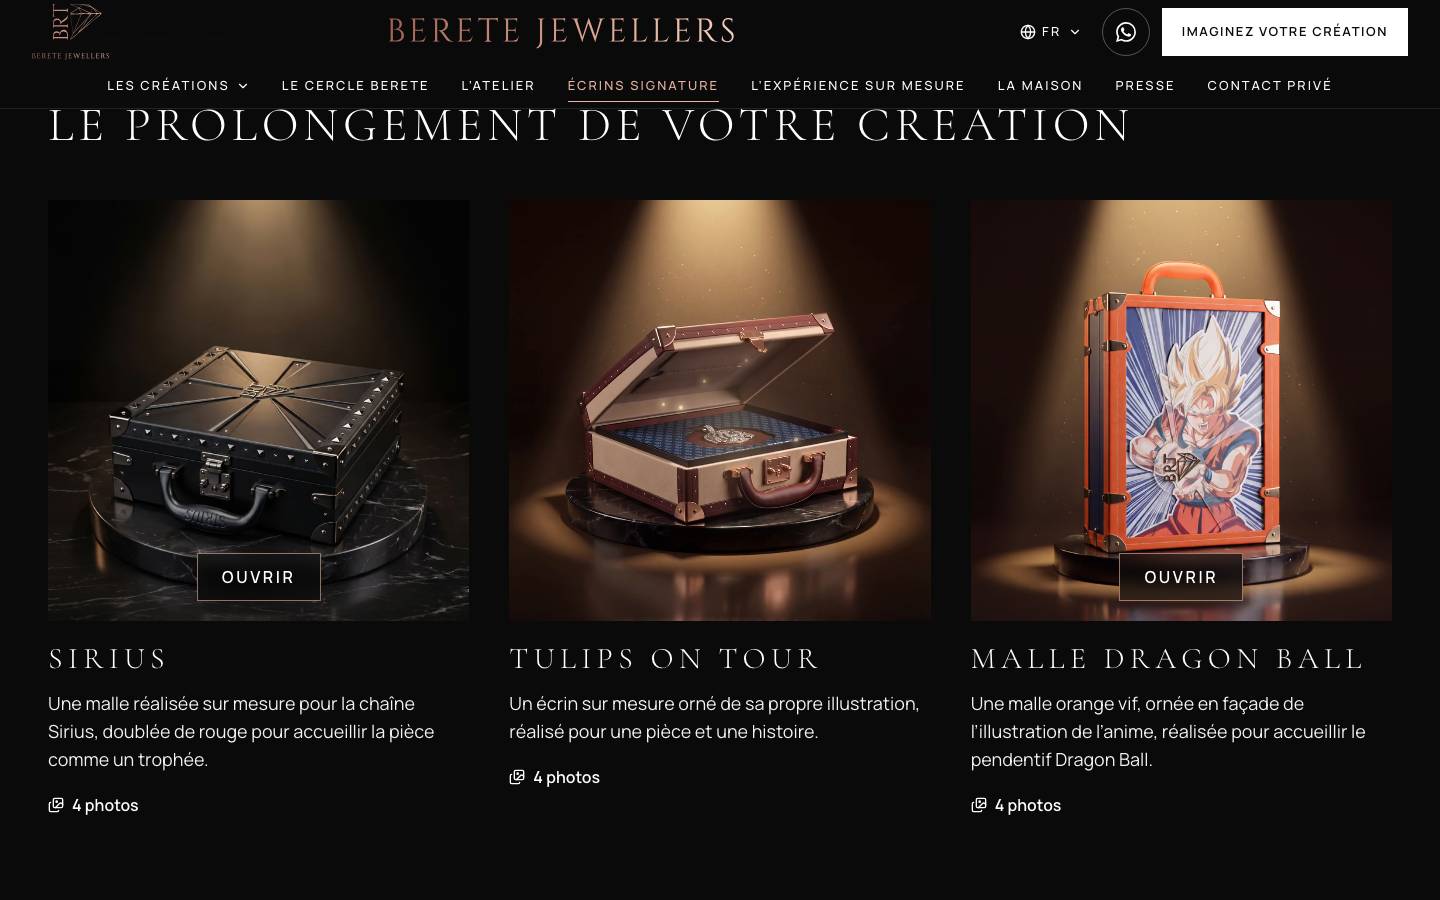 BRT
BERETE JEWELLERS
BERETE JEWELLERS
FR
IMAGINEZ VOTRE CRÉATION
LES CRÉATIONS
LE CERCLE BERETE
L'ATELIER
ÉCRINS SIGNATURE
L'EXPÉRIENCE SUR MESURE
LA MAISON
PRESSE
CONTACT PRIVÉ
LE PROLONGEMENT DE VOTRE CRÉATION
SIRIUS
OUVRIR
BRT
OUVRIR
SIRIUS
Une malle réalisée sur mesure pour la chaîne
Sirius, doublée de rouge pour accueillir la pièce
comme un trophée.
4 photos
TULIPS ON TOUR
Un écrin sur mesure orné de sa propre illustration,
réalisé pour une pièce et une histoire.
4 photos
MALLE DRAGON BALL
Une malle orange vif, ornée en façade de
l'illustration de l'anime, réalisée pour accueillir le
pendentif Dragon Ball.
4 photos